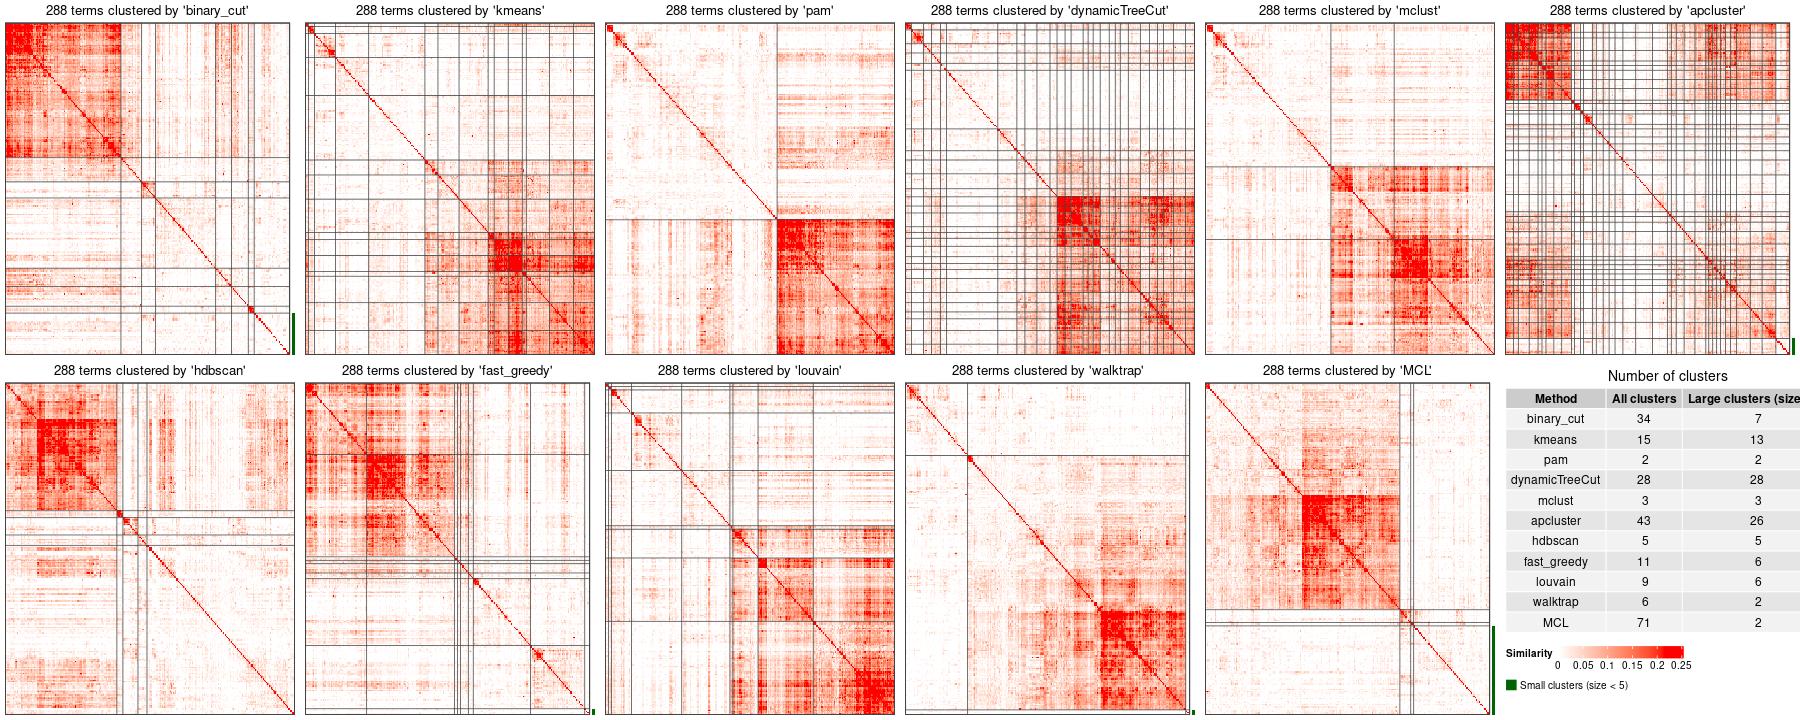 288 terms clustered by 'binary_cut'
288 terms clustered by 'kmeans'
288 terms clustered by 'pam'
288 terms clustered by 'dynamicTreeCut'
288 terms clustered by 'mclust'
288 terms clustered by 'apcluster'
288 terms clustered by 'hdbscan'
288 terms clustered by 'fast_greedy'
288 terms clustered by 'louvain'
288 terms clustered by 'walktrap'
288 terms clustered by 'MCL'
Number of clusters
Method All clusters Large clusters (size
binary_cut 34 7
kmeans 15 13
pam 2 2
dynamicTreeCut 28 28
mclust 3 3
apcluster 43 26
hdbscan 5 5
fast_greedy 11 6
louvain 9 6
walktrap 6 2
MCL 71 2
Similarity
0 0.05 0.1 0.15 0.2 0.25
Small clusters (size < 5)